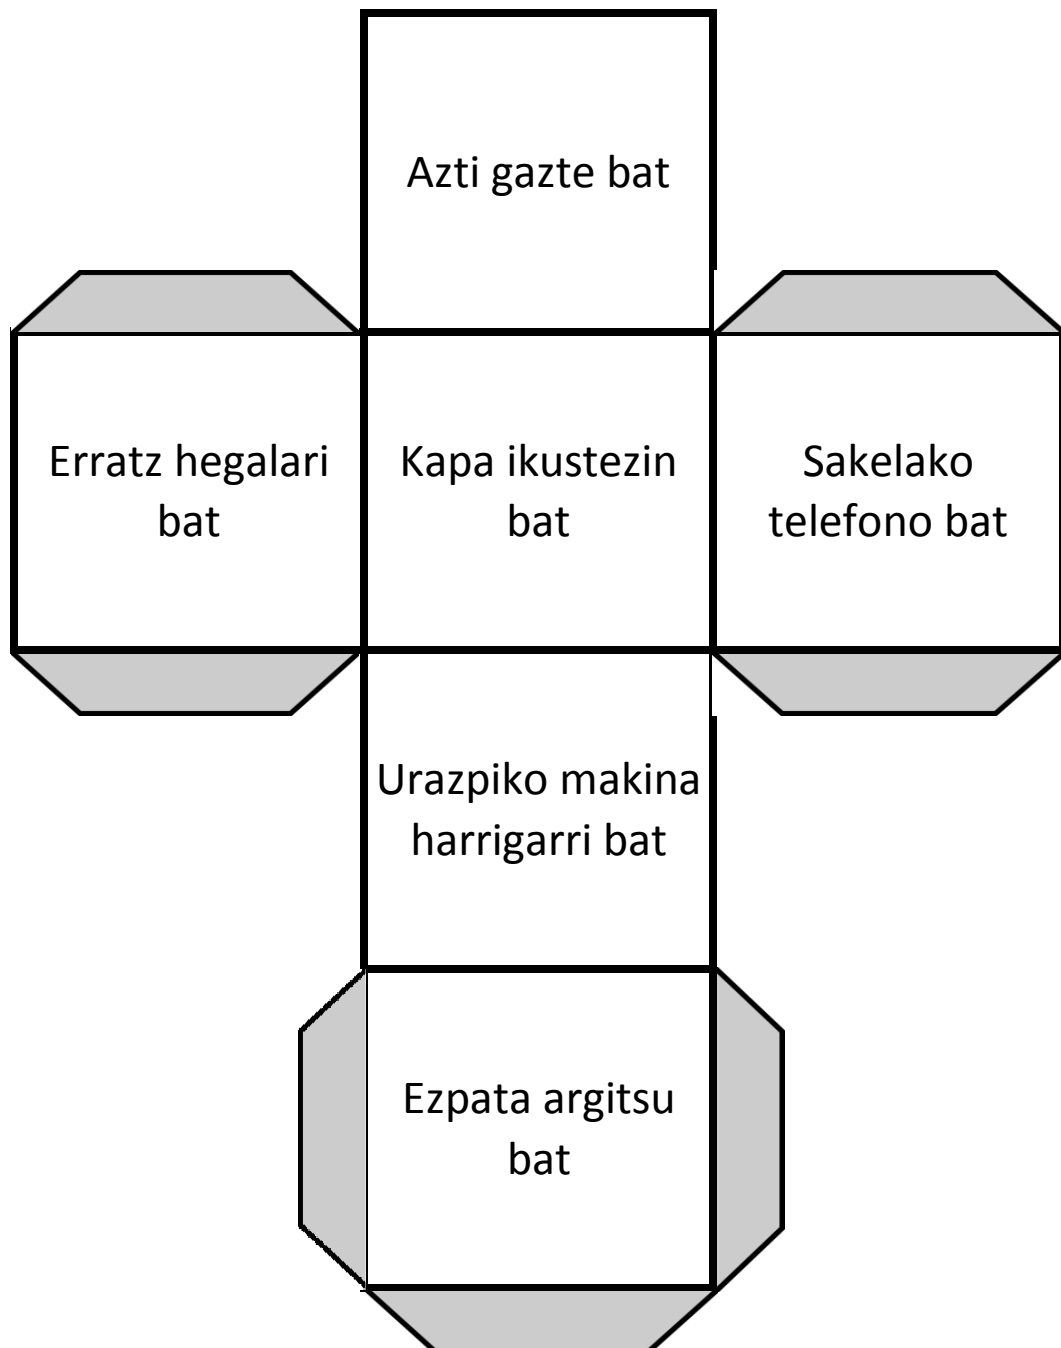 Azti gazte bat
Erratz hegalari
bat
Kapa ikustezin
bat
Sakelako
telefono bat
Urazpiko makina
harrigarri bat
Ezpata argitsu
bat